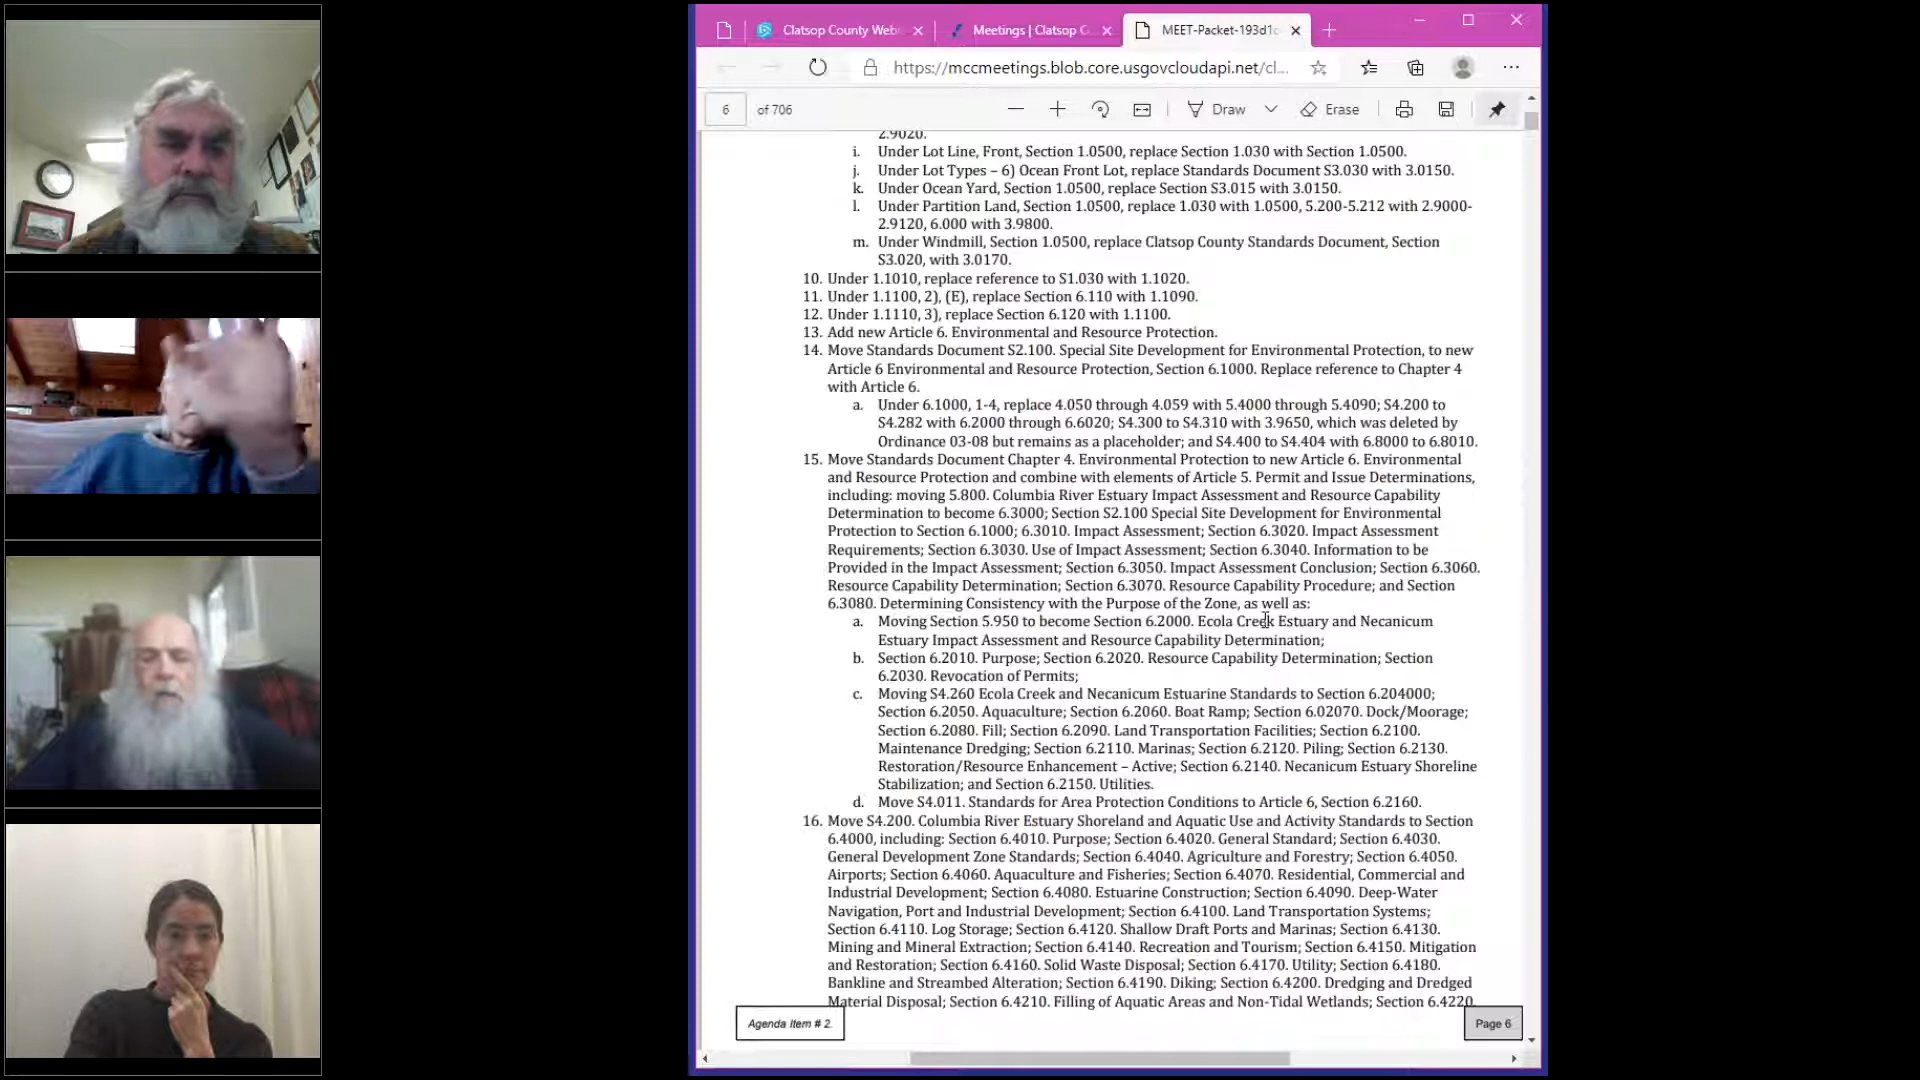 Clatsop County Web
Meetings | Clatsop C
MEET-Packet-193d1c
https://mccmeetings.blob.core.usgovcloudapi.net/cl...
6 of 706
Draw
Erase
2.9020.
i. Under Lot Line, Front, Section 1.0500, replace Section 1.030 with Section 1.0500.
j. Under Lot Types – 6) Ocean Front Lot, replace Standards Document S3.030 with 3.0150.
k. Under Ocean Yard, Section 1.0500, replace Section S3.015 with 3.0150.
l. Under Partition Land, Section 1.0500, replace 1.030 with 1.0500, 5.200-5.212 with 2.9000-
2.9120, 6.000 with 3.9800.
m. Under Windmill, Section 1.0500, replace Clatsop County Standards Document, Section
S3.020, with 3.0170.
10. Under 1.1010, replace reference to S1.030 with 1.1020.
11. Under 1.1100, 2), (E), replace Section 6.110 with 1.1090.
12. Under 1.1110, 3), replace Section 6.120 with 1.1100.
13. Add new Article 6. Environmental and Resource Protection.
14. Move Standards Document S2.100. Special Site Development for Environmental Protection, to new
Article 6 Environmental and Resource Protection, Section 6.1000. Replace reference to Chapter 4
with Article 6.
a. Under 6.1000, 1-4, replace 4.050 through 4.059 with 5.4000 through 5.4090; S4.200 to
S4.282 with 6.2000 through 6.6020; S4.300 to S4.310 with 3.9650, which was deleted by
Ordinance 03-08 but remains as a placeholder; and S4.400 to S4.404 with 6.8000 to 6.8010.
15. Move Standards Document Chapter 4. Environmental Protection to new Article 6. Environmental
and Resource Protection and combine with elements of Article 5. Permit and Issue Determinations,
including: moving 5.800. Columbia River Estuary Impact Assessment and Resource Capability
Determination to become 6.3000; Section S2.100 Special Site Development for Environmental
Protection to Section 6.1000; 6.3010. Impact Assessment; Section 6.3020. Impact Assessment
Requirements; Section 6.3030. Use of Impact Assessment; Section 6.3040. Information to be
Provided in the Impact Assessment; Section 6.3050. Impact Assessment Conclusion; Section 6.3060.
Resource Capability Determination; Section 6.3070. Resource Capability Procedure; and Section
6.3080. Determining Consistency with the Purpose of the Zone, as well as:
a. Moving Section 5.950 to become Section 6.2000. Ecola Creek Estuary and Necanicum
Estuary Impact Assessment and Resource Capability Determination;
b. Section 6.2010. Purpose; Section 6.2020. Resource Capability Determination; Section
6.2030. Revocation of Permits;
c. Moving S4.260 Ecola Creek and Necanicum Estuarine Standards to Section 6.204000;
Section 6.2050. Aquaculture; Section 6.2060. Boat Ramp; Section 6.02070. Dock/Moorage;
Section 6.2080. Fill; Section 6.2090. Land Transportation Facilities; Section 6.2100.
Maintenance Dredging; Section 6.2110. Marinas; Section 6.2120. Piling; Section 6.2130.
Restoration/Resource Enhancement – Active; Section 6.2140. Necanicum Estuary Shoreline
Stabilization; and Section 6.2150. Utilities.
d. Move S4.011. Standards for Area Protection Conditions to Article 6, Section 6.2160.
16. Move S4.200. Columbia River Estuary Shoreland and Aquatic Use and Activity Standards to Section
6.4000, including: Section 6.4010. Purpose; Section 6.4020. General Standard; Section 6.4030.
General Development Zone Standards; Section 6.4040. Agriculture and Forestry; Section 6.4050.
Airports; Section 6.4060. Aquaculture and Fisheries; Section 6.4070. Residential, Commercial and
Industrial Development; Section 6.4080. Estuarine Construction; Section 6.4090. Deep-Water
Navigation, Port and Industrial Development; Section 6.4100. Land Transportation Systems;
Section 6.4110. Log Storage; Section 6.4120. Shallow Draft Ports and Marinas; Section 6.4130.
Mining and Mineral Extraction; Section 6.4140. Recreation and Tourism; Section 6.4150. Mitigation
and Restoration; Section 6.4160. Solid Waste Disposal; Section 6.4170. Utility; Section 6.4180.
Bankline and Streambed Alteration; Section 6.4190. Diking; Section 6.4200. Dredging and Dredged
Material Disposal; Section 6.4210. Filling of Aquatic Areas and Non-Tidal Wetlands; Section 6.4220.
Agenda Item # 2.
Page 6